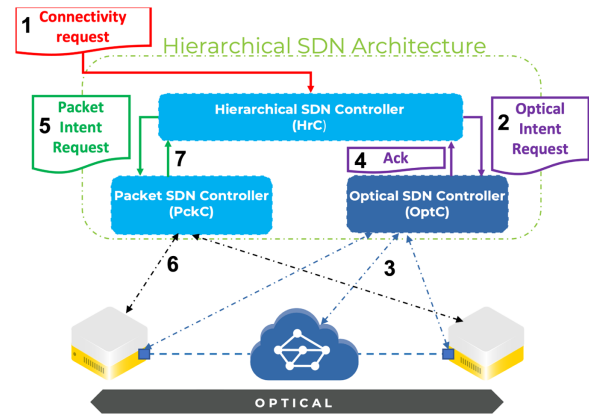 1
Connectivity
request
Hierarchical SDN Architecture
5
Packet
Intent
Request
Hierarchical SDN Controller
(HrC)
2
Optical
Intent
Request
7
4
Ack
Packet SDN Controller
(PckC)
Optical SDN Controller
(OptC)
6
3
OPTICAL